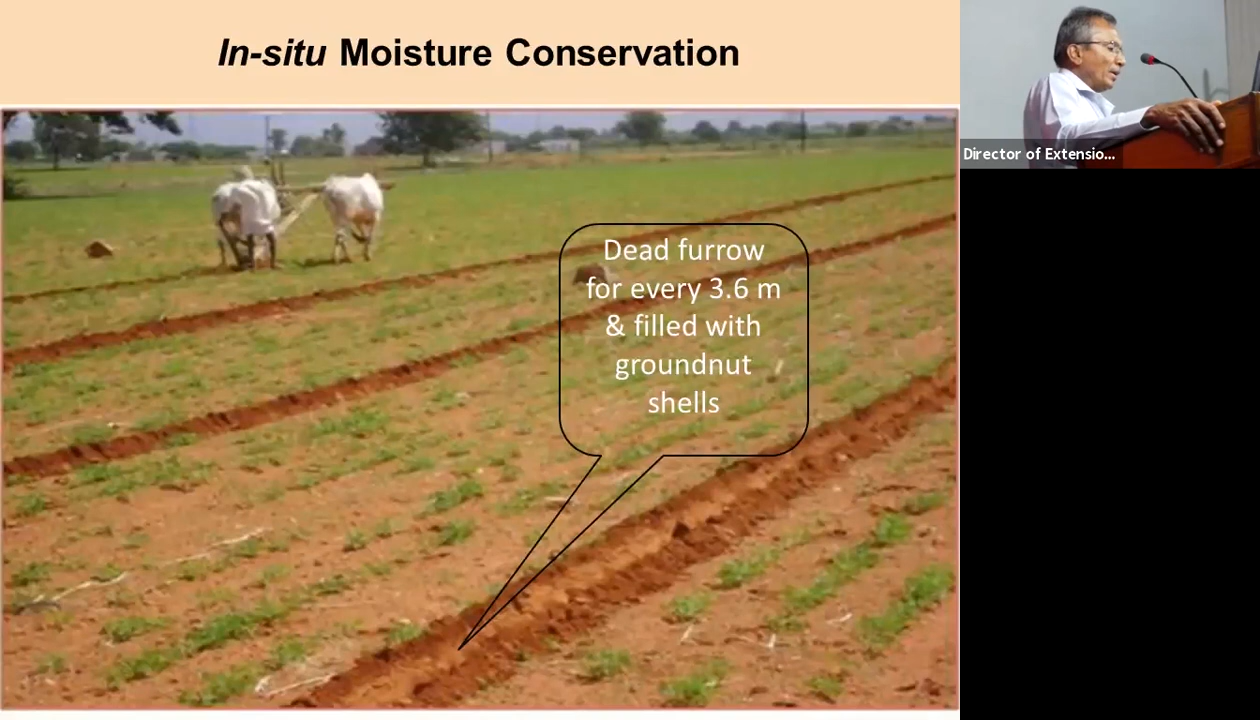 In-situ Moisture Conservation
Dead furrow
for every 3.6 m
& filled with
groundnut
shells
Director of Extensio...